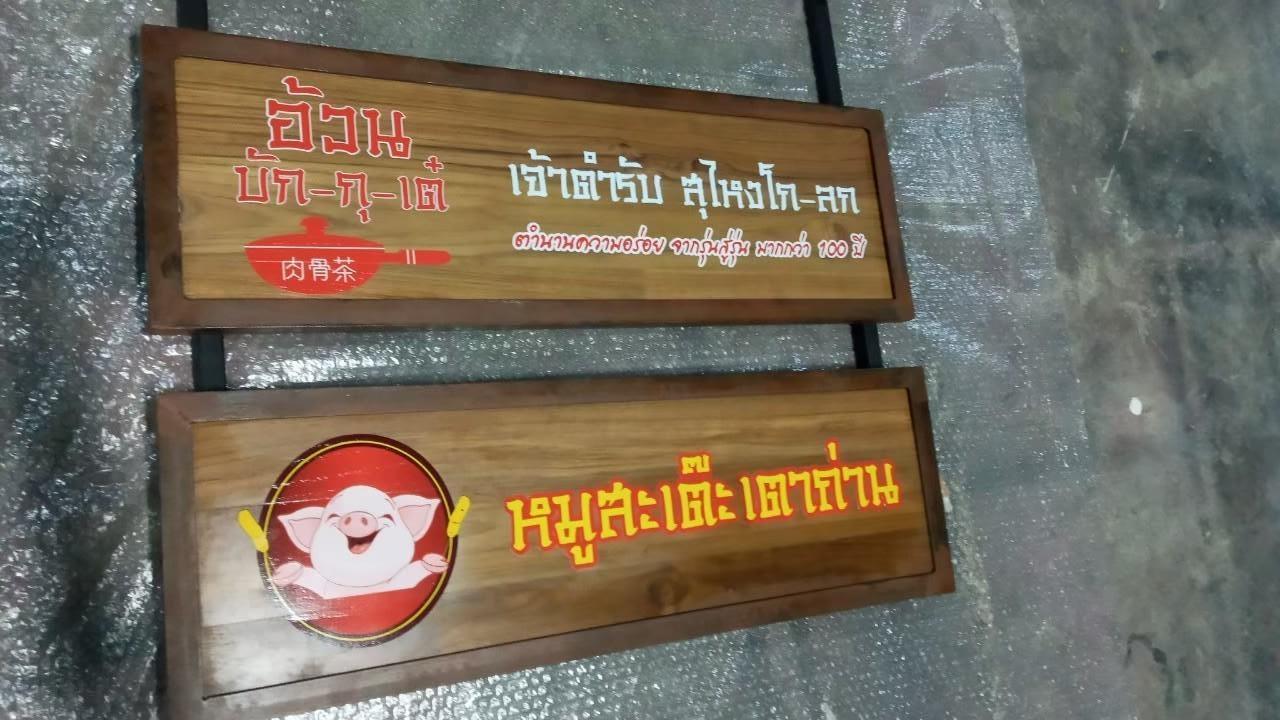 อ้วน
บัก-กุ-เต๋
肉骨茶
เจ้าตำรับ สุไหงโก-ลก
ตำนานความอร่อย จากรุ่นสู่รุ่น มากกว่า 100 ปี
หมูสะเต๊ะเตาถ่าน